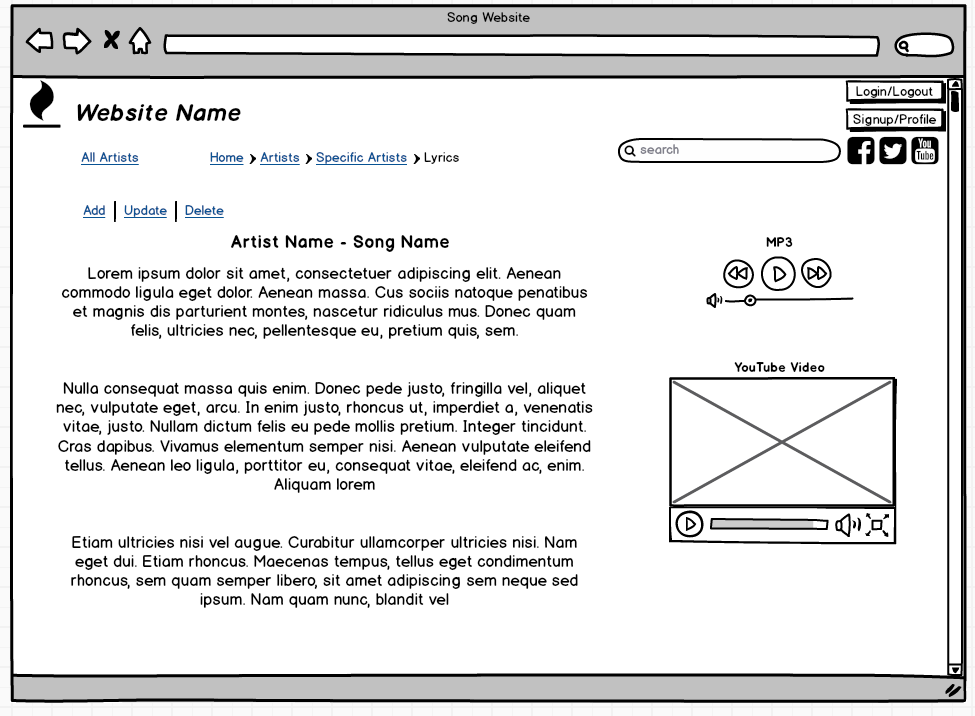 Song Website
Login/Logout
Website Name
Signup/Profile
All Artists
Home Artists Specific Artists Lyrics
search
You
Tube
Add Update Delete
Artist Name - Song Name
Lorem ipsum dolor sit amet, consectetuer adipiscing elit. Aenean
commodo ligula eget dolor. Aenean massa. Cus sociis natoque penatibus
et magnis dis parturient montes, nascetur ridiculus mus. Donec quam
felis, ultricies nec, pellentesque eu, pretium quis, sem.
Nulla consequat massa quis enim. Donec pede justo, fringilla vel, aliquet
nec, vulputate eget, arcu. In enim justo, rhoncus ut, imperdiet a, venenatis
vitae, justo. Nullam dictum felis eu pede mollis pretium. Integer tincidunt.
Cras dapibus. Vivamus elementum semper nisi. Aenean vulputate eleifend
tellus. Aenean leo ligula, porttitor eu, consequat vitae, eleifend ac, enim.
Aliquam lorem
Etiam ultricies nisi vel augue. Curabitur ullamcorper ultricies nisi. Nam
eget dui. Etiam rhoncus. Maecenas tempus, tellus eget condimentum
rhoncus, sem quam semper libero, sit amet adipiscing sem neque sed
ipsum. Nam quam nunc, blandit vel
MP3
YouTube Video